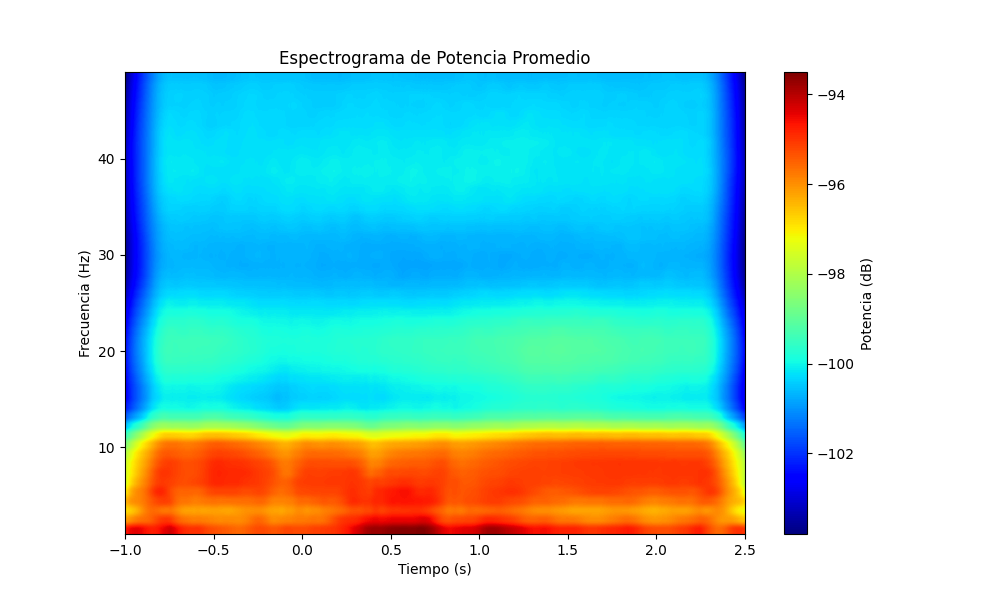 Espectrograma de Potencia Promedio
Frecuencia (Hz)
40
30
20
10
−1.0 −0.5 0.0 0.5 1.0 1.5 2.0 2.5
Tiempo (s)
−94
−96
−98
−100
−102
Potencia (dB)